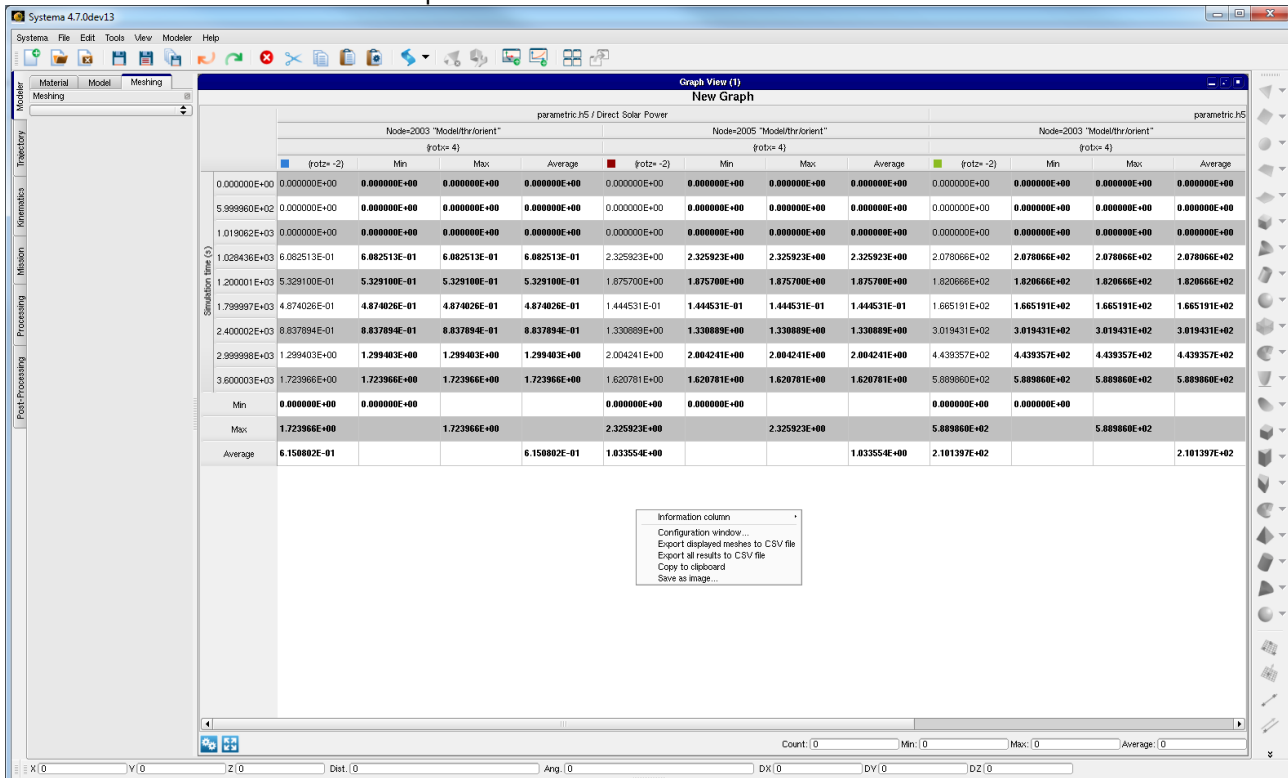 Systema 4.7.0dev13
Systema File Edit Tools View Modeler Help
Material Model Meshing
Meshing
Modeler
Trajectory
Kinematics
Mission
Processing
Post-Processing
Graph View (1)
New Graph
parametric.h5 / Direct Solar Power parametric.h5
Node=2003 "Model/thr/orient" Node=2005 "Model/thr/orient" Node=2003 "Model/thr/orient"
{rotx= 4} {rotx= 4} {rotx= 4}
{rotz= -2} Min Max Average {rotz= -2} Min Max Average {rotz= -2} Min Max Average
Simulation time (s)
0.000000E+00 0.000000E+00 0.000000E+00 0.000000E+00 0.000000E+00 0.000000E+00 0.000000E+00 0.000000E+00 0.000000E+00 0.000000E+00 0.000000E+00 0.000000E+00 0.000000E+00
5.999960E+02 0.000000E+00 0.000000E+00 0.000000E+00 0.000000E+00 0.000000E+00 0.000000E+00 0.000000E+00 0.000000E+00 0.000000E+00 0.000000E+00 0.000000E+00 0.000000E+00
1.019062E+03 0.000000E+00 0.000000E+00 0.000000E+00 0.000000E+00 0.000000E+00 0.000000E+00 0.000000E+00 0.000000E+00 0.000000E+00 0.000000E+00 0.000000E+00 0.000000E+00
1.028436E+03 6.082513E-01 6.082513E-01 6.082513E-01 6.082513E-01 2.325923E+00 2.325923E+00 2.325923E+00 2.325923E+00 2.078066E+02 2.078066E+02 2.078066E+02 2.078066E+02
1.200001E+03 5.329100E-01 5.329100E-01 5.329100E-01 5.329100E-01 1.875700E+00 1.875700E+00 1.875700E+00 1.875700E+00 1.820666E+02 1.820666E+02 1.820666E+02 1.820666E+02
1.799997E+03 4.874026E-01 4.874026E-01 4.874026E-01 4.874026E-01 1.444531E-01 1.444531E-01 1.444531E-01 1.444531E-01 1.665191E+02 1.665191E+02 1.665191E+02 1.665191E+02
2.400002E+03 8.837894E-01 8.837894E-01 8.837894E-01 8.837894E-01 1.330889E+00 1.330889E+00 1.330889E+00 1.330889E+00 3.019431E+02 3.019431E+02 3.019431E+02 3.019431E+02
2.999998E+03 1.299403E+00 1.299403E+00 1.299403E+00 1.299403E+00 2.004241E+00 2.004241E+00 2.004241E+00 2.004241E+00 4.439357E+02 4.439357E+02 4.439357E+02 4.439357E+02
3.600003E+03 1.723966E+00 1.723966E+00 1.723966E+00 1.723966E+00 1.620781E+00 1.620781E+00 1.620781E+00 1.620781E+00 5.889860E+02 5.889860E+02 5.889860E+02 5.889860E+02
Min 0.000000E+00 0.000000E+00 0.000000E+00 0.000000E+00 0.000000E+00 0.000000E+00
Max 1.723966E+00 1.723966E+00 2.325923E+00 2.325923E+00 5.889860E+02 5.889860E+02
Average 6.150802E-01 6.150802E-01 1.033554E+00 1.033554E+00 2.101397E+02 2.101397E+02
Information column
Configuration window...
Export displayed meshes to CSV file
Export all results to CSV file
Copy to clipboard
Save as image...
Count: 0 Min: 0 Max: 0 Average: 0
X 0 Y 0 Z 0 Dist. 0 Ang. 0 DX 0 DY 0 DZ 0